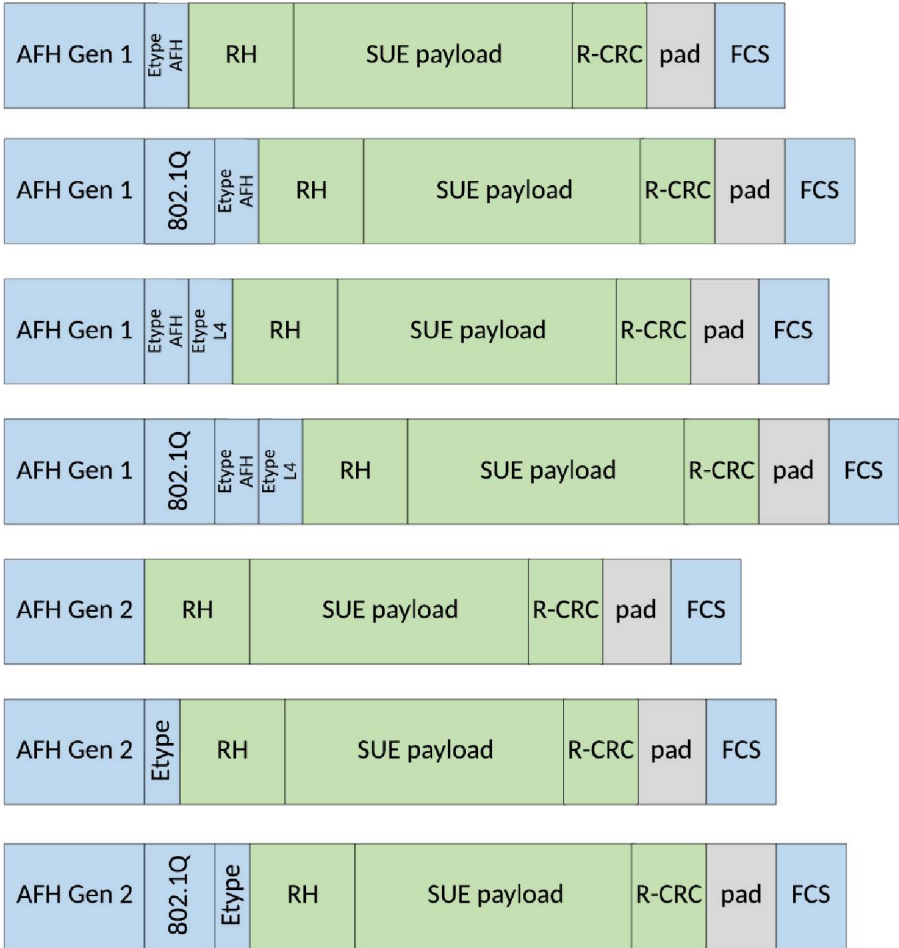 AFH Gen 1 Etype AFH RH SUE payload R-CRC pad FCS
AFH Gen 1 802.1Q Etype AFH RH SUE payload R-CRC pad FCS
AFH Gen 1 Etype AFH Etype L4 RH SUE payload R-CRC pad FCS
AFH Gen 1 802.1Q Etype AFH Etype L4 RH SUE payload R-CRC pad FCS
AFH Gen 2 RH SUE payload R-CRC pad FCS
AFH Gen 2 Etype RH SUE payload R-CRC pad FCS
AFH Gen 2 802.1Q Etype RH SUE payload R-CRC pad FCS